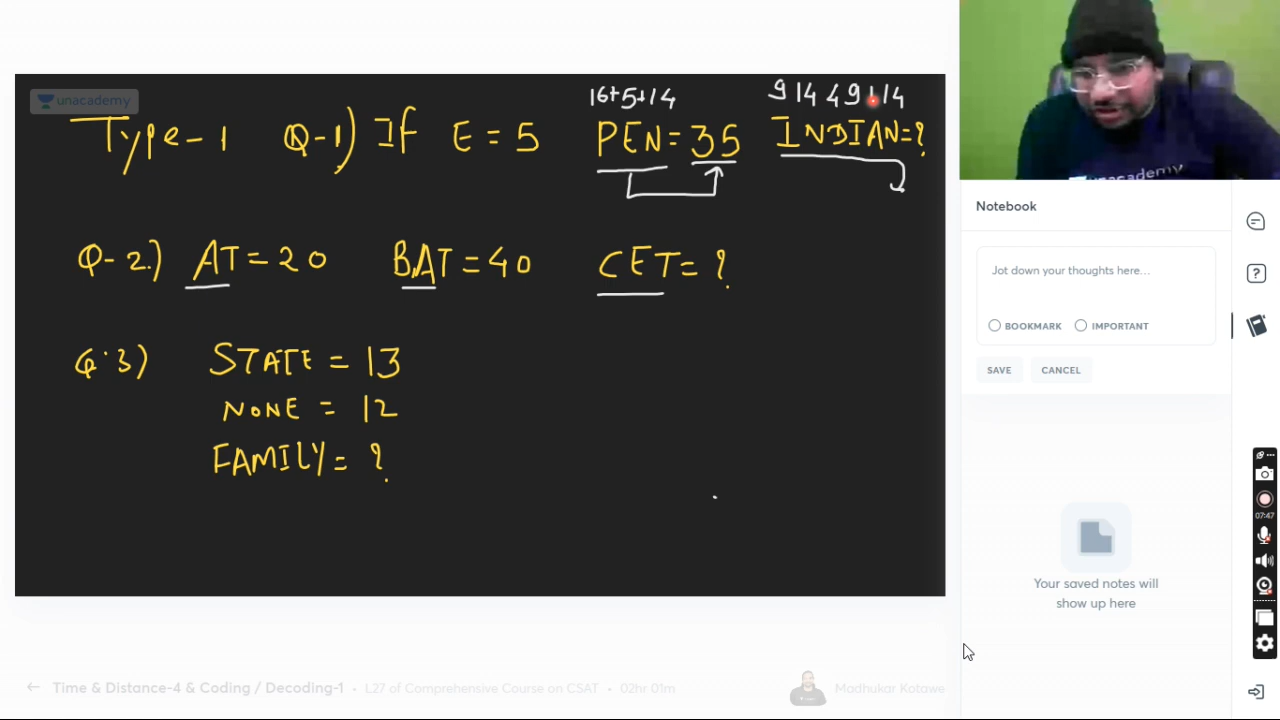 unacademy
16+5+14 9 14 4 9 1 14
Type-1 Q-1) If E = 5 PEN = 35 INDIAN = ?
Q-2.) AT = 20 BAT = 40 CET = ?
Q.3) STATE = 13
NONE = 12
FAMILY = ?
unacademy
Notebook
Jot down your thoughts here...
BOOKMARK IMPORTANT
SAVE CANCEL
07:47
Your saved notes will
show up here
← Time & Distance-4 & Coding / Decoding-1 • L27 of Comprehensive Course on CSAT • 02hr 01m Madhukar Kotawe